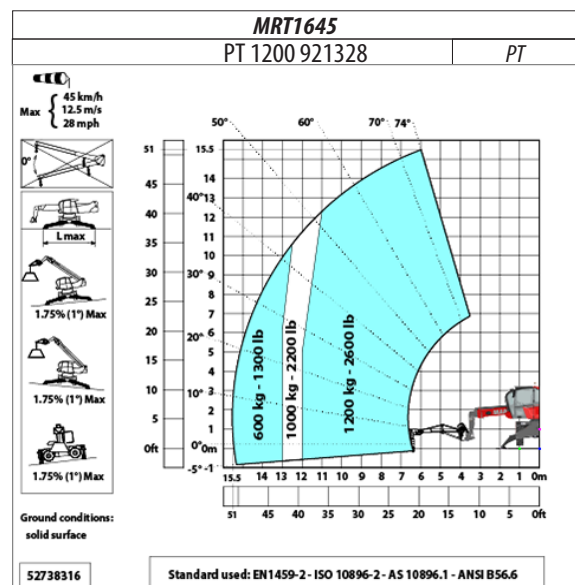 MRT1645
PT 1200 921328
PT
Max
45 km/h
12.5 m/s
28 mph
0°
L max
1.75% (1°) Max
1.75% (1°) Max
1.75% (1°) Max
Ground conditions:
solid surface
52738316
50°
60°
70°
74°
40°
30°
20°
10°
0°
-5°
51
45
40
35
30
25
20
15
10
5
0ft
15.5
14
13
12
11
10
9
8
7
6
5
4
3
2
1
0m
-1
600 kg - 1300 lb
1000 kg - 2200 lb
1200 kg - 2600 lb
15.5 14 13 12 11 10 9 8 7 6 5 4 3 2 1 0m
51 45 40 35 30 25 20 15 10 5 0ft
Standard used: EN1459-2 - ISO 10896-2 - AS 10896.1 - ANSI B56.6